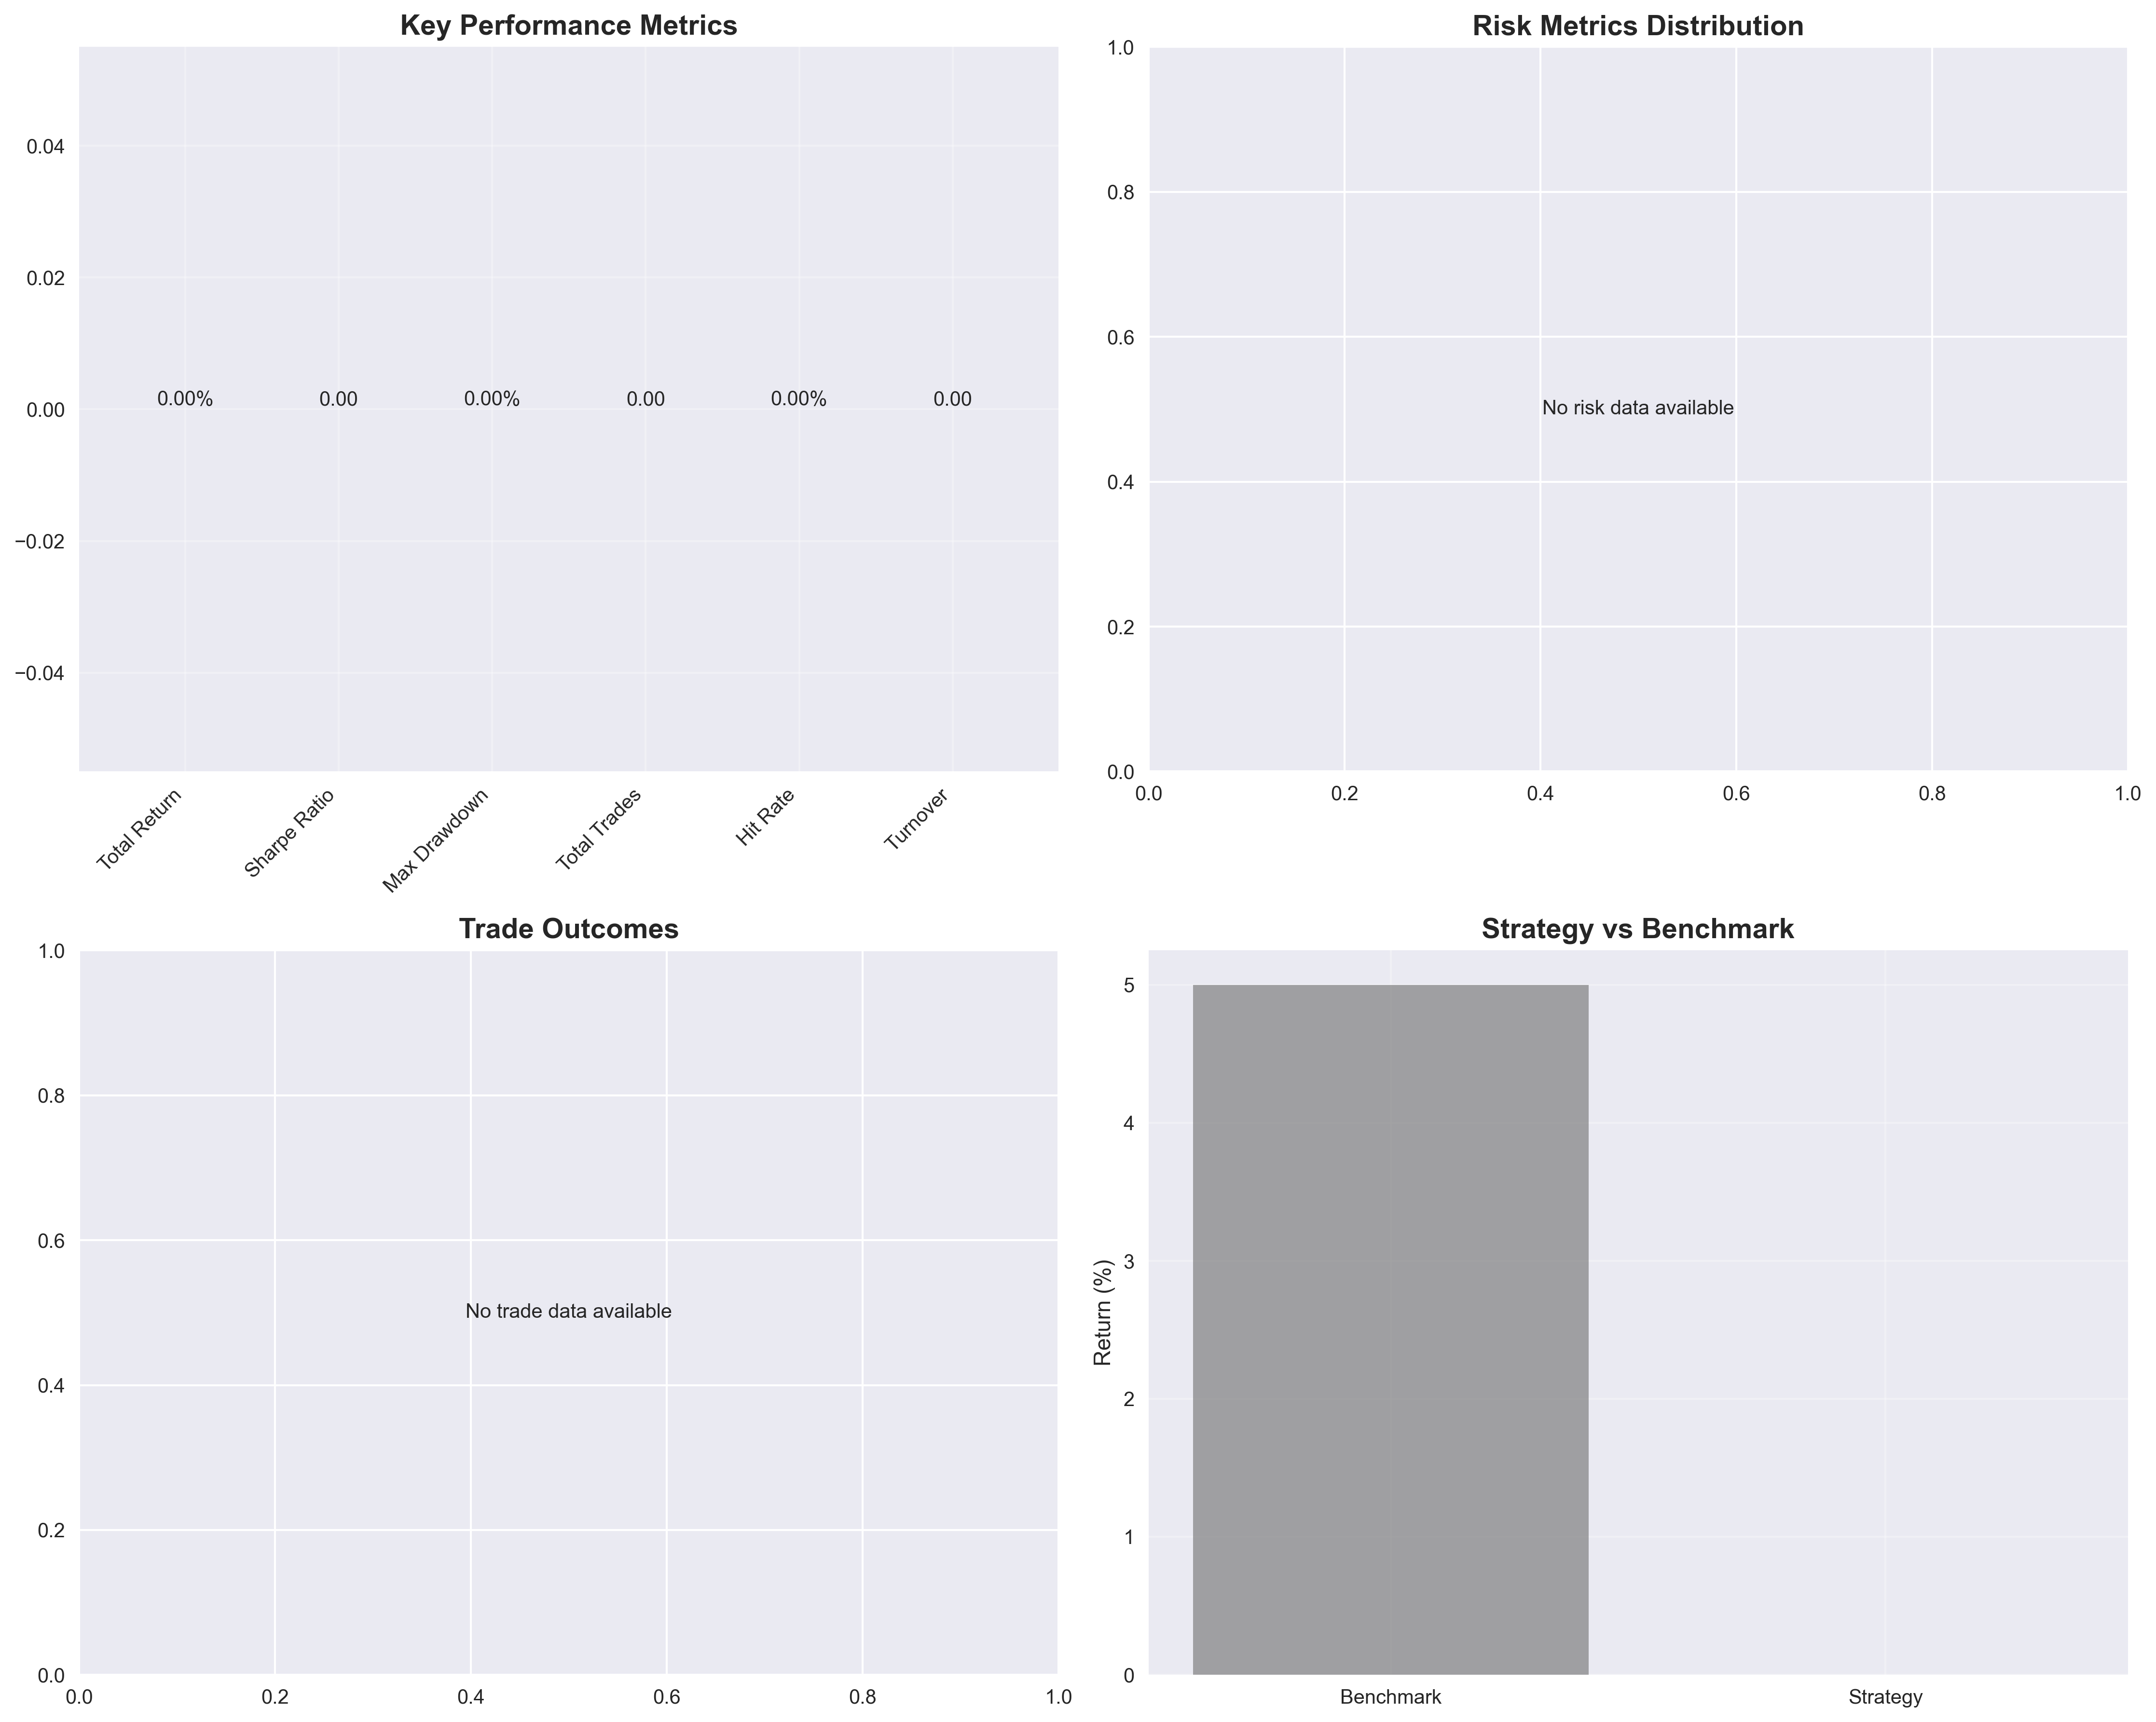 Key Performance Metrics
0.04
0.02
0.00
−0.02
−0.04
0.00%
0.00
0.00%
0.00
0.00%
0.00
Total Return
Sharpe Ratio
Max Drawdown
Total Trades
Hit Rate
Turnover
Risk Metrics Distribution
1.0
0.8
0.6
0.4
0.2
0.0
No risk data available
0.0
0.2
0.4
0.6
0.8
1.0
Trade Outcomes
1.0
0.8
0.6
0.4
0.2
0.0
No trade data available
0.0
0.2
0.4
0.6
0.8
1.0
Strategy vs Benchmark
Return (%)
5
4
3
2
1
0
Benchmark
Strategy